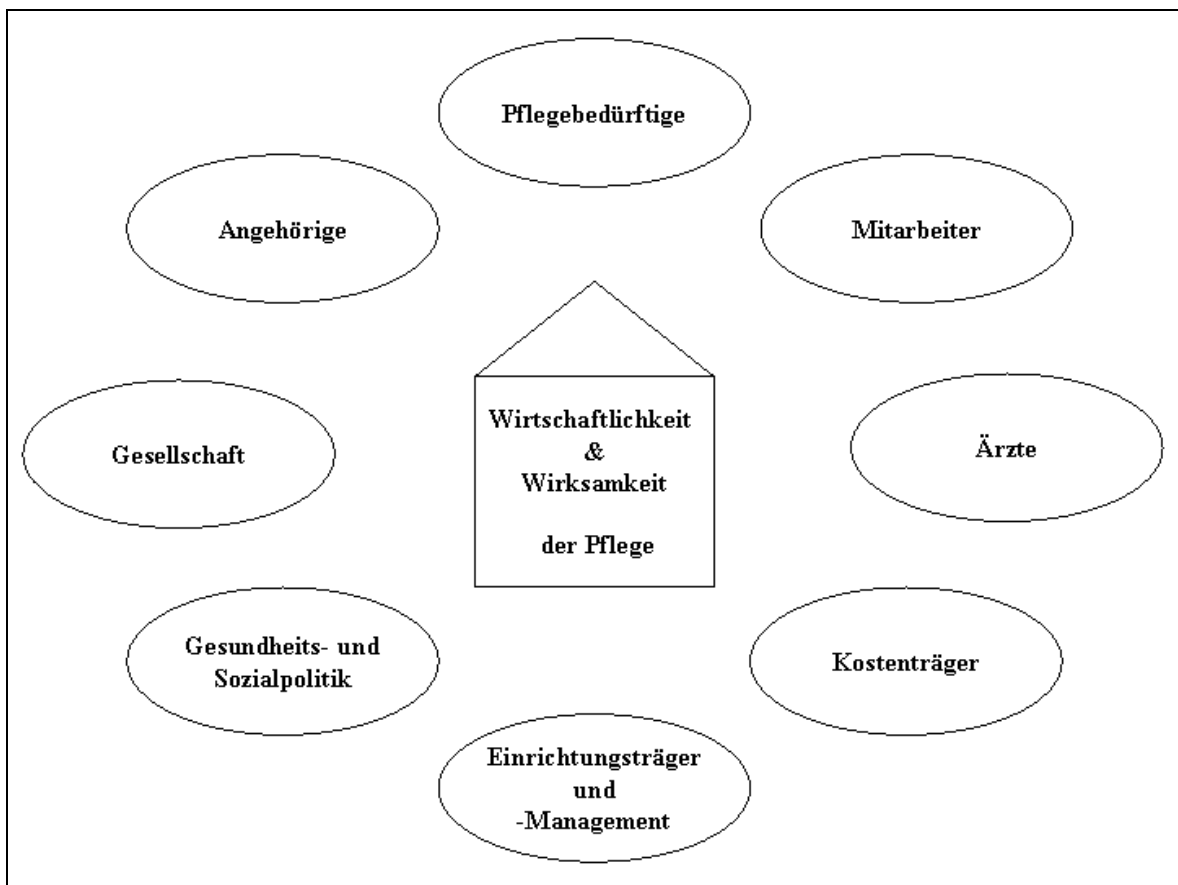 Pflegebedürftige
Angehörige
Mitarbeiter
Wirtschaftlichkeit
&
Wirksamkeit
der Pflege
Gesellschaft
Ärzte
Gesundheits- und
Sozialpolitik
Kostenträger
Einrichtungsträger
und
-Management